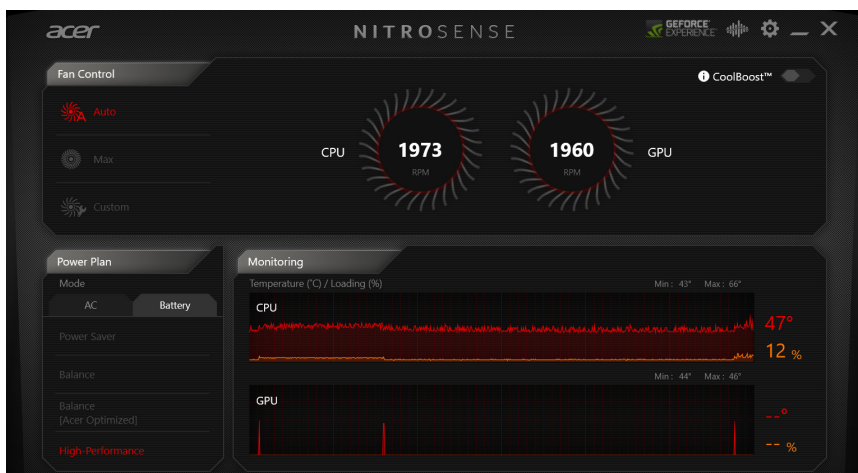 acer
NITROSENSE
GEFORCE EXPERIENCE
Fan Control
CoolBoost™
Auto
Max
Custom
CPU
1973
RPM
1960
RPM
GPU
Power Plan
Mode
AC
Battery
Power Saver
Balance
Balance
[Acer Optimized]
High-Performance
Monitoring
Temperature (°C) / Loading (%)
Min : 43° Max : 66°
CPU
47°
12 %
Min : 44° Max : 46°
GPU
--°
-- %